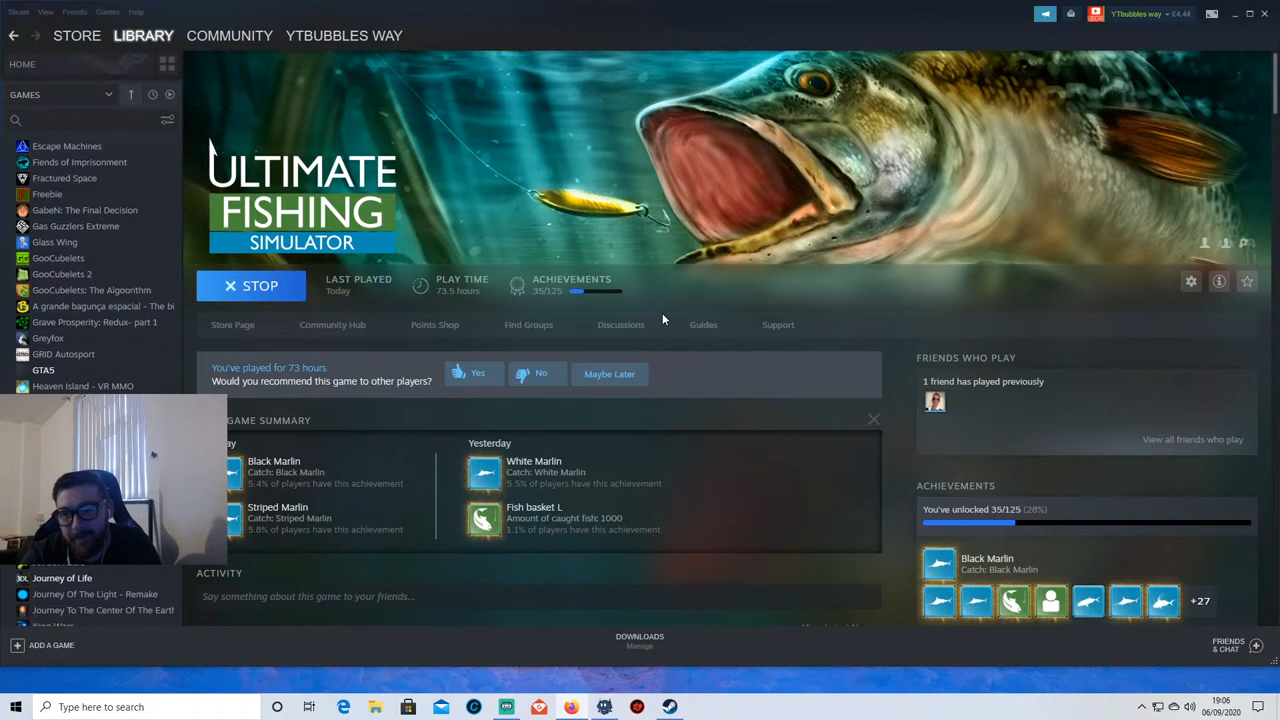 Steam View Friends Games Help
YTbubbles way £4.44
STORE LIBRARY COMMUNITY YTBUBBLES WAY
HOME
GAMES
Escape Machines
Fiends of Imprisonment
Fractured Space
Freebie
GabeN: The Final Decision
Gas Guzzlers Extreme
Glass Wing
GooCubelets
GooCubelets 2
GooCubelets: The Algoorithm
A grande bagunça espacial - The bi
Grave Prosperity: Redux- part 1
Greyfox
GRID Autosport
GTA5
Heaven Island - VR MMO
Journey of Life
Journey Of The Light - Remake
Journey To The Center Of The Earth
ADD A GAME
ULTIMATE
FISHING
SIMULATOR
STOP
LAST PLAYED
Today
PLAY TIME
73.5 hours
ACHIEVEMENTS
35/125
Store Page Community Hub Points Shop Find Groups Discussions Guides Support
You've played for 73 hours
Would you recommend this game to other players?
Yes No Maybe Later
GAME SUMMARY
Yesterday
Black Marlin
Catch: Black Marlin
5.4% of players have this achievement
Striped Marlin
Catch: Striped Marlin
5.8% of players have this achievement
White Marlin
Catch: White Marlin
5.5% of players have this achievement
Fish basket L
Amount of caught fish: 1000
1.1% of players have this achievement
ACTIVITY
Say something about this game to your friends...
FRIENDS WHO PLAY
1 friend has played previously
View all friends who play
ACHIEVEMENTS
You've unlocked 35/125 (28%)
Black Marlin
Catch: Black Marlin
+27
DOWNLOADS
Manage
FRIENDS
& CHAT
Type here to search
19:06
06/09/2020